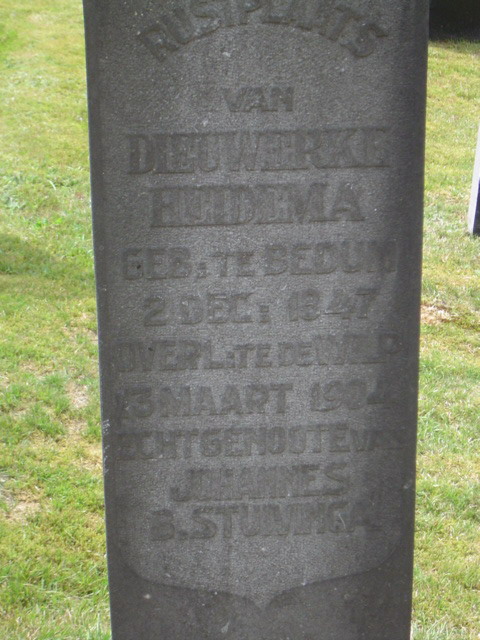 RUSTPLAATS
VAN
DIEUWERKE
HUIDEMA
GEB: TE BEDUM
2 DEC: 1847
OVERL: TE DE WILP
13 MAART 1904
ECHTGENOOTE VAN
JOHANNES
B. STUIVINGA